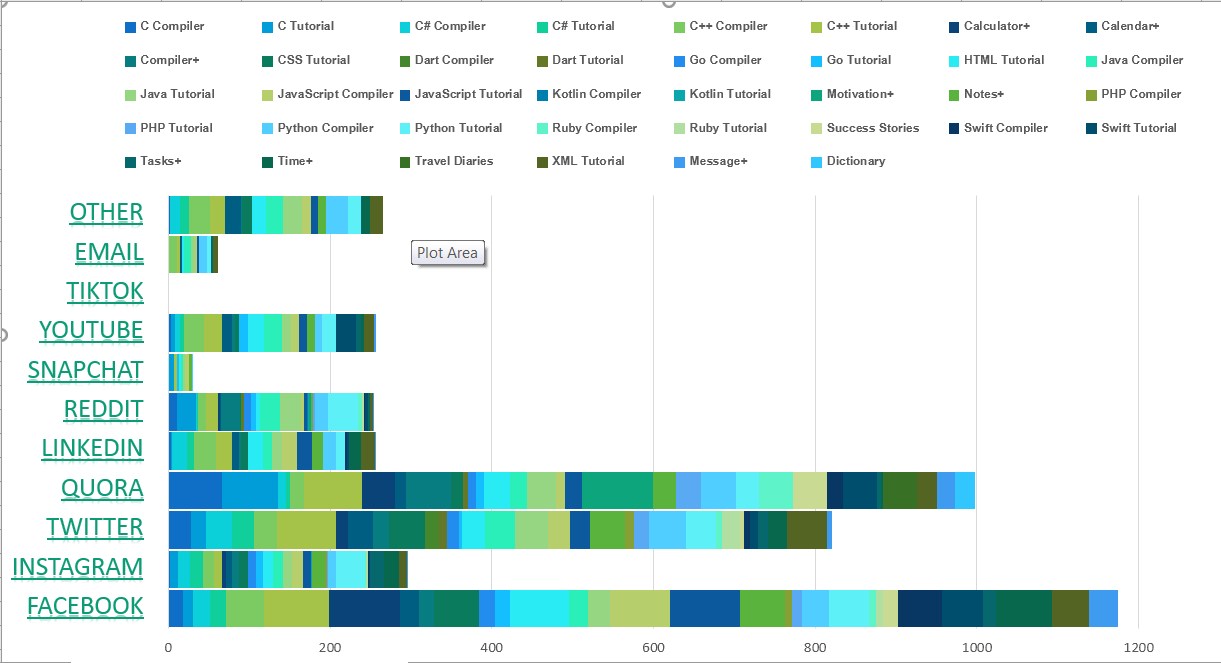 C Compiler C Tutorial C# Compiler C# Tutorial C++ Compiler C++ Tutorial Calculator+ Calendar+
Compiler+ CSS Tutorial Dart Compiler Dart Tutorial Go Compiler Go Tutorial HTML Tutorial Java Compiler
Java Tutorial JavaScript Compiler JavaScript Tutorial Kotlin Compiler Kotlin Tutorial Motivation+ Notes+ PHP Compiler
PHP Tutorial Python Compiler Python Tutorial Ruby Compiler Ruby Tutorial Success Stories Swift Compiler Swift Tutorial
Tasks+ Time+ Travel Diaries XML Tutorial Message+ Dictionary
OTHER
EMAIL
Plot Area
TIKTOK
YOUTUBE
SNAPCHAT
REDDIT
LINKEDIN
QUORA
TWITTER
INSTAGRAM
FACEBOOK
0 200 400 600 800 1000 1200